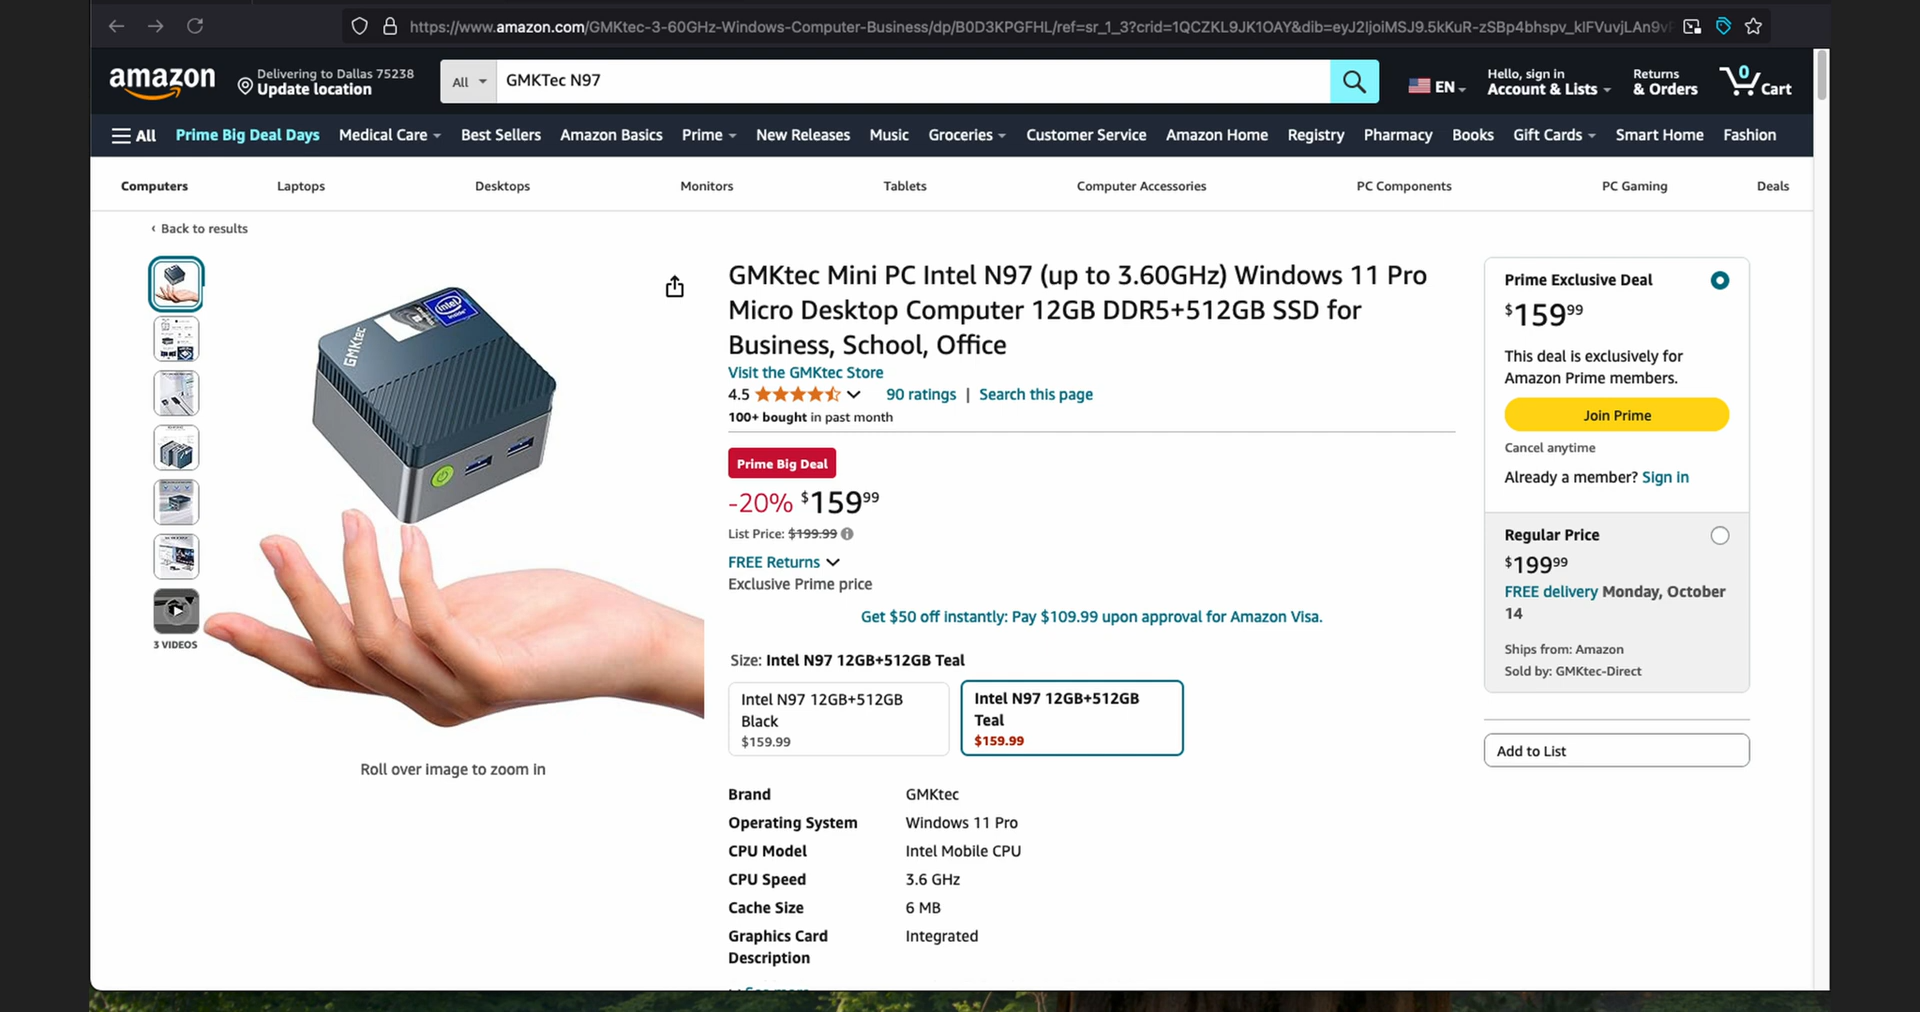 https://www.amazon.com/GMKtec-3-60GHz-Windows-Computer-Business/dp/B0D3KPGFHL/ref=sr_1_3?crid=1QCZKL9JK1OAY&dib=eyJ2IjoiMSJ9.5kKuR-zSBp4bhspv_kIFVuvjLAn9vF
amazon
Delivering to Dallas 75238
Update location
All
GMKTec N97
EN
Hello, sign in
Account & Lists
Returns
& Orders
0
Cart
All
Prime Big Deal Days
Medical Care
Best Sellers
Amazon Basics
Prime
New Releases
Music
Groceries
Customer Service
Amazon Home
Registry
Pharmacy
Books
Gift Cards
Smart Home
Fashion
Computers
Laptops
Desktops
Monitors
Tablets
Computer Accessories
PC Components
PC Gaming
Deals
‹ Back to results
3 VIDEOS
GMKtec
intel
Roll over image to zoom in
GMKtec Mini PC Intel N97 (up to 3.60GHz) Windows 11 Pro
Micro Desktop Computer 12GB DDR5+512GB SSD for
Business, School, Office
Visit the GMKtec Store
4.5
90 ratings | Search this page
100+ bought in past month
Prime Big Deal
-20% $159⁹⁹
List Price: $199.99
FREE Returns
Exclusive Prime price
Get $50 off instantly: Pay $109.99 upon approval for Amazon Visa.
Size: Intel N97 12GB+512GB Teal
Intel N97 12GB+512GB
Black
$159.99
Intel N97 12GB+512GB
Teal
$159.99
Brand GMKtec
Operating System Windows 11 Pro
CPU Model Intel Mobile CPU
CPU Speed 3.6 GHz
Cache Size 6 MB
Graphics Card Integrated
Description
See more
Prime Exclusive Deal
$159⁹⁹
This deal is exclusively for
Amazon Prime members.
Join Prime
Cancel anytime
Already a member? Sign in
Regular Price
$199⁹⁹
FREE delivery Monday, October
14
Ships from: Amazon
Sold by: GMKtec-Direct
Add to List